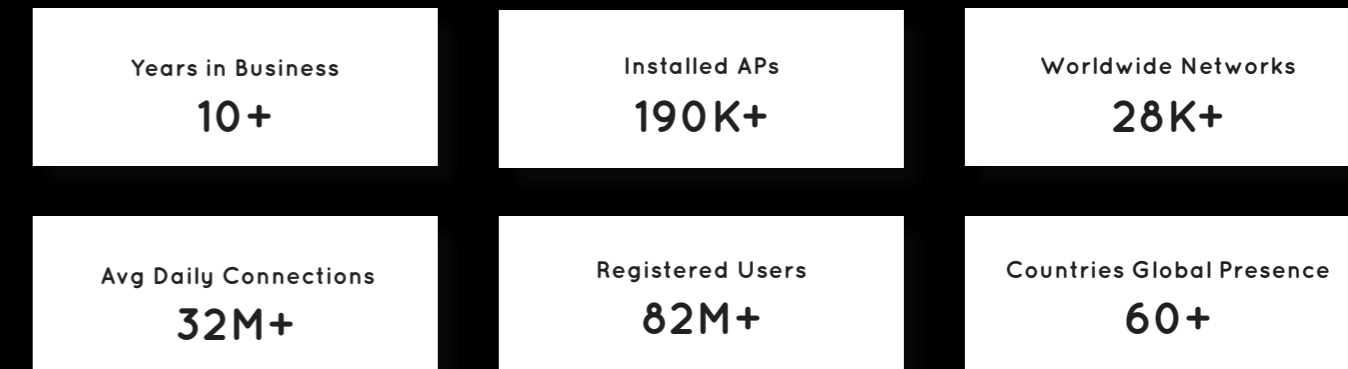 Years in Business
10+
Installed APs
190K+
Worldwide Networks
28K+
Avg Daily Connections
32M+
Registered Users
82M+
Countries Global Presence
60+